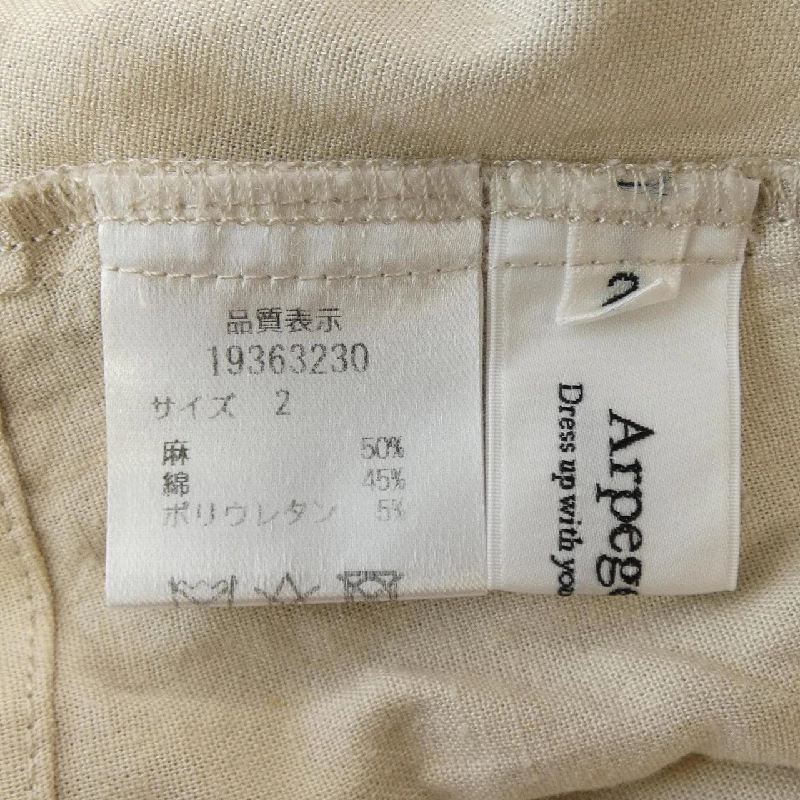 品質表示
19363230
サイズ 2
麻 50%
綿 45%
ポリウレタン 5%
2
Arpege
Dress up with you